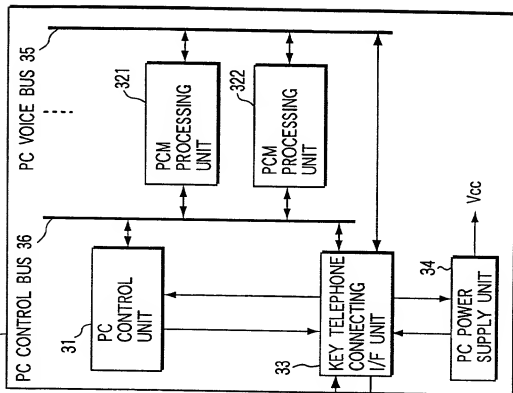 PC CONTROL BUS 36
PC VOICE BUS 35
31
PC
CONTROL
UNIT
321
PCM
PROCESSING
UNIT
322
PCM
PROCESSING
UNIT
33
KEY TELEPHONE
CONNECTING
I/F UNIT
34
PC POWER
SUPPLY UNIT
Vcc